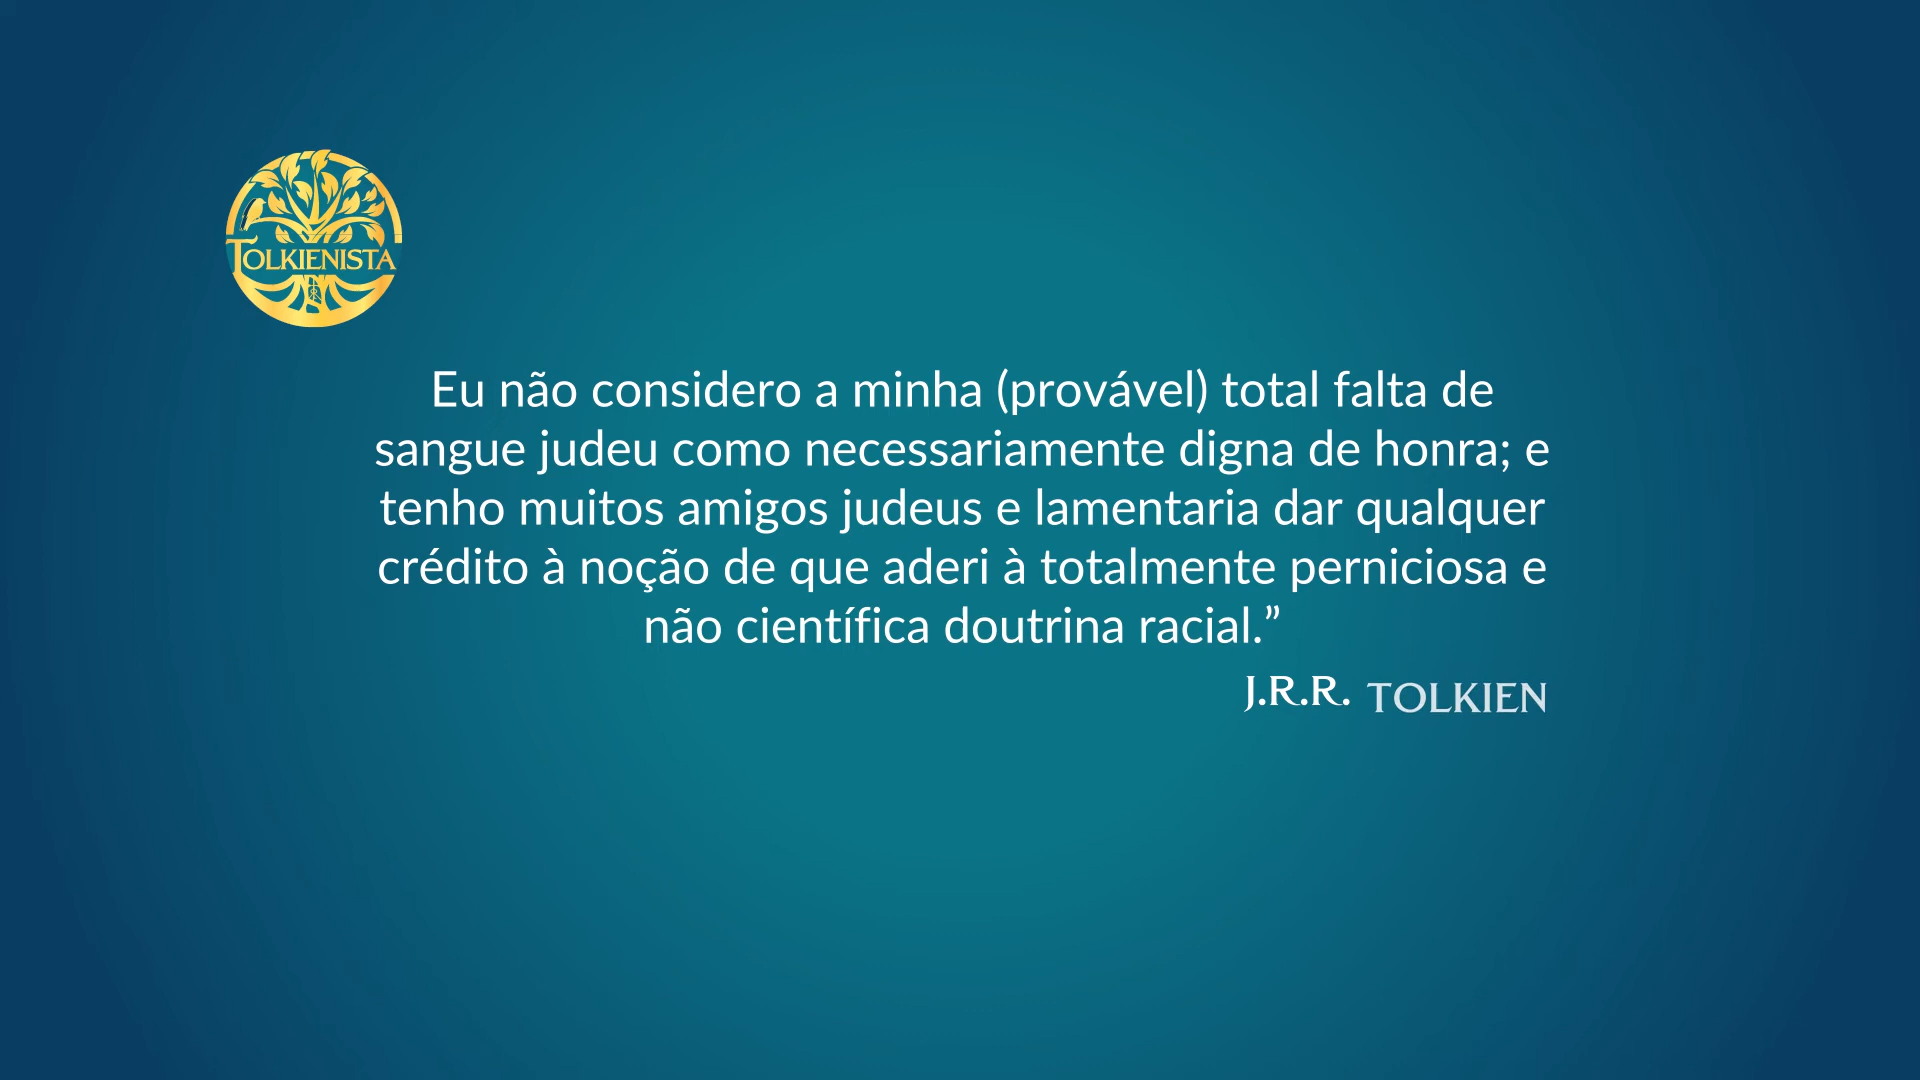 TOLKIENISTA
Eu não considero a minha (provável) total falta de
sangue judeu como necessariamente digna de honra; e
tenho muitos amigos judeus e lamentaria dar qualquer
crédito à noção de que aderi à totalmente perniciosa e
não científica doutrina racial.”
J.R.R. TOLKIEN